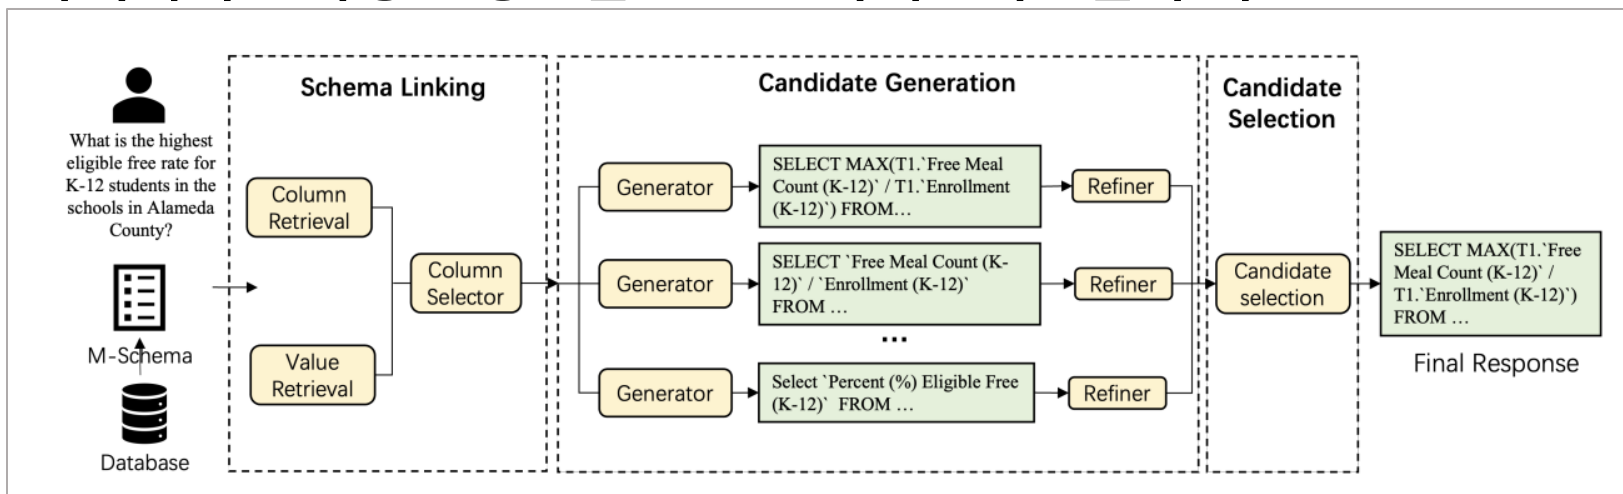 Schema Linking
Candidate Generation
Candidate
Selection
What is the highest
eligible free rate for
K-12 students in the
schools in Alameda
County?
M-Schema
Database
Column
Retrieval
Value
Retrieval
Column
Selector
Generator
SELECT MAX(T1.`Free Meal
Count (K-12)` / T1.`Enrollment
(K-12)`) FROM…
Refiner
Generator
SELECT `Free Meal Count (K-
12)` / `Enrollment (K-12)`
FROM …
Refiner
...
Generator
Select `Percent (%) Eligible Free
(K-12)` FROM …
Refiner
Candidate
selection
SELECT MAX(T1.`Free
Meal Count (K-12)` /
T1.`Enrollment (K-12)`)
FROM …
Final Response